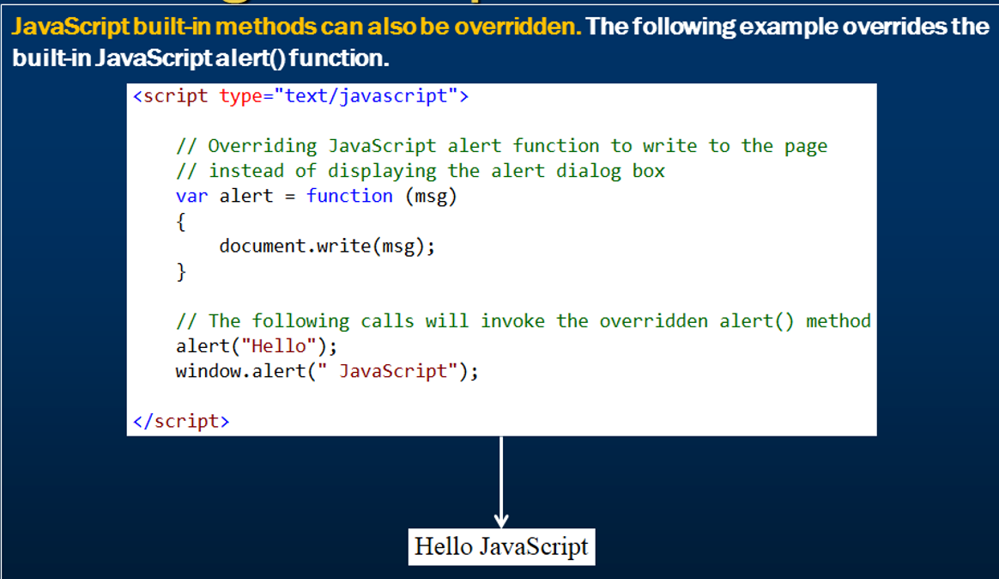 JavaScript built-in methods can also be overridden. The following example overrides the
built-in JavaScript alert() function.
<script type="text/javascript">
// Overriding JavaScript alert function to write to the page
// instead of displaying the alert dialog box
var alert = function (msg)
{
document.write(msg);
}
// The following calls will invoke the overridden alert() method
alert("Hello");
window.alert(" JavaScript");
</script>
Hello JavaScript